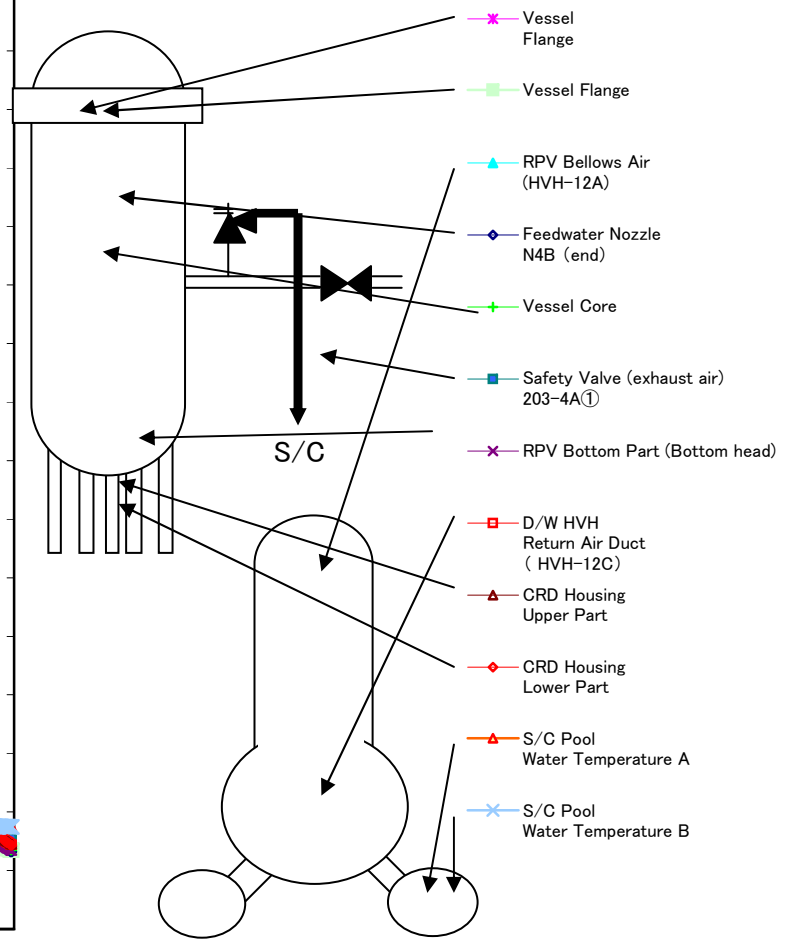 Vessel
Flange
Vessel Flange
RPV Bellows Air
(HVH-12A)
Feedwater Nozzle
N4B (end)
Vessel Core
Safety Valve (exhaust air)
203-4A①
S/C
RPV Bottom Part (Bottom head)
D/W HVH
Return Air Duct
( HVH-12C)
CRD Housing
Upper Part
CRD Housing
Lower Part
S/C Pool
Water Temperature A
S/C Pool
Water Temperature B